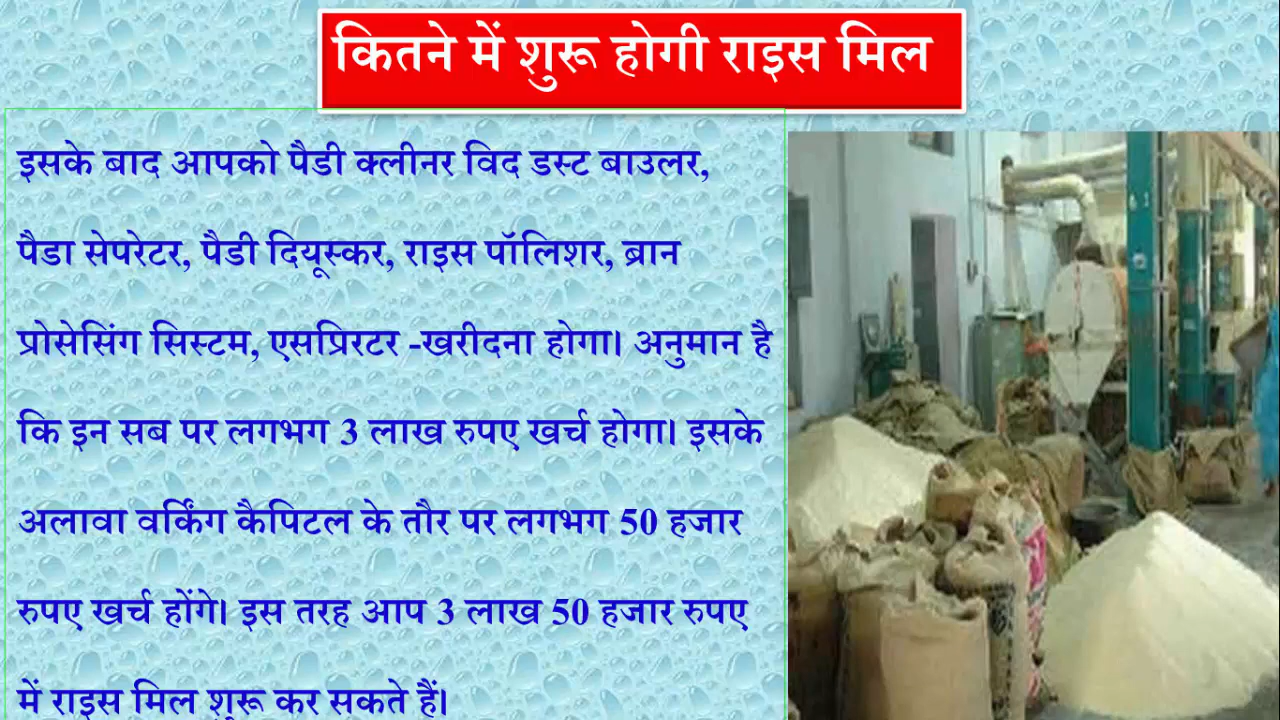 कितने में शुरू होगी राइस मिल
इसके बाद आपको पैडी क्लीनर विद डस्ट बाउलर,
पैडा सेपरेटर, पैडी दियूस्कर, राइस पॉलिशर, ब्रान
प्रोसेसिंग सिस्टम, एसप्रिरटर -खरीदना होगा। अनुमान है
कि इन सब पर लगभग 3 लाख रुपए खर्च होगा। इसके
अलावा वर्किंग कैपिटल के तौर पर लगभग 50 हजार
रुपए खर्च होंगे। इस तरह आप 3 लाख 50 हजार रुपए
में राइस मिल शुरू कर सकते हैं।